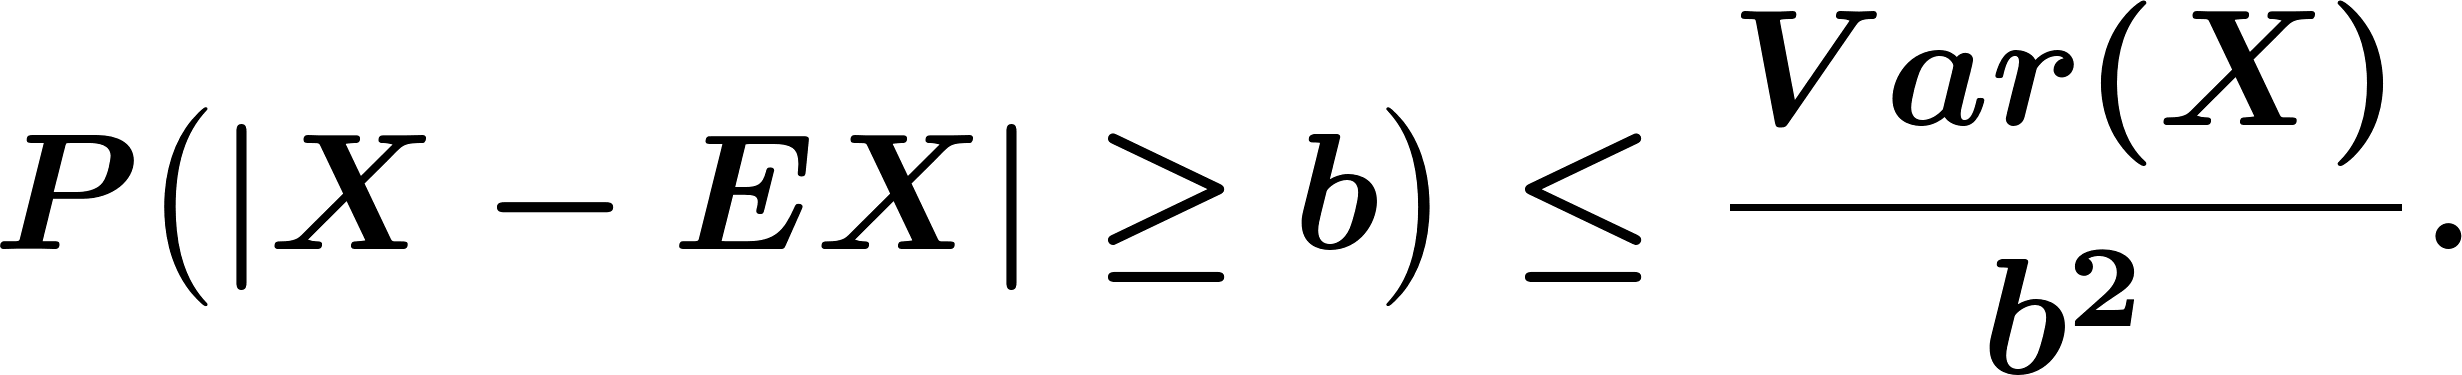 P(|X − EX| ≥ b) ≤ Var(X)/b².